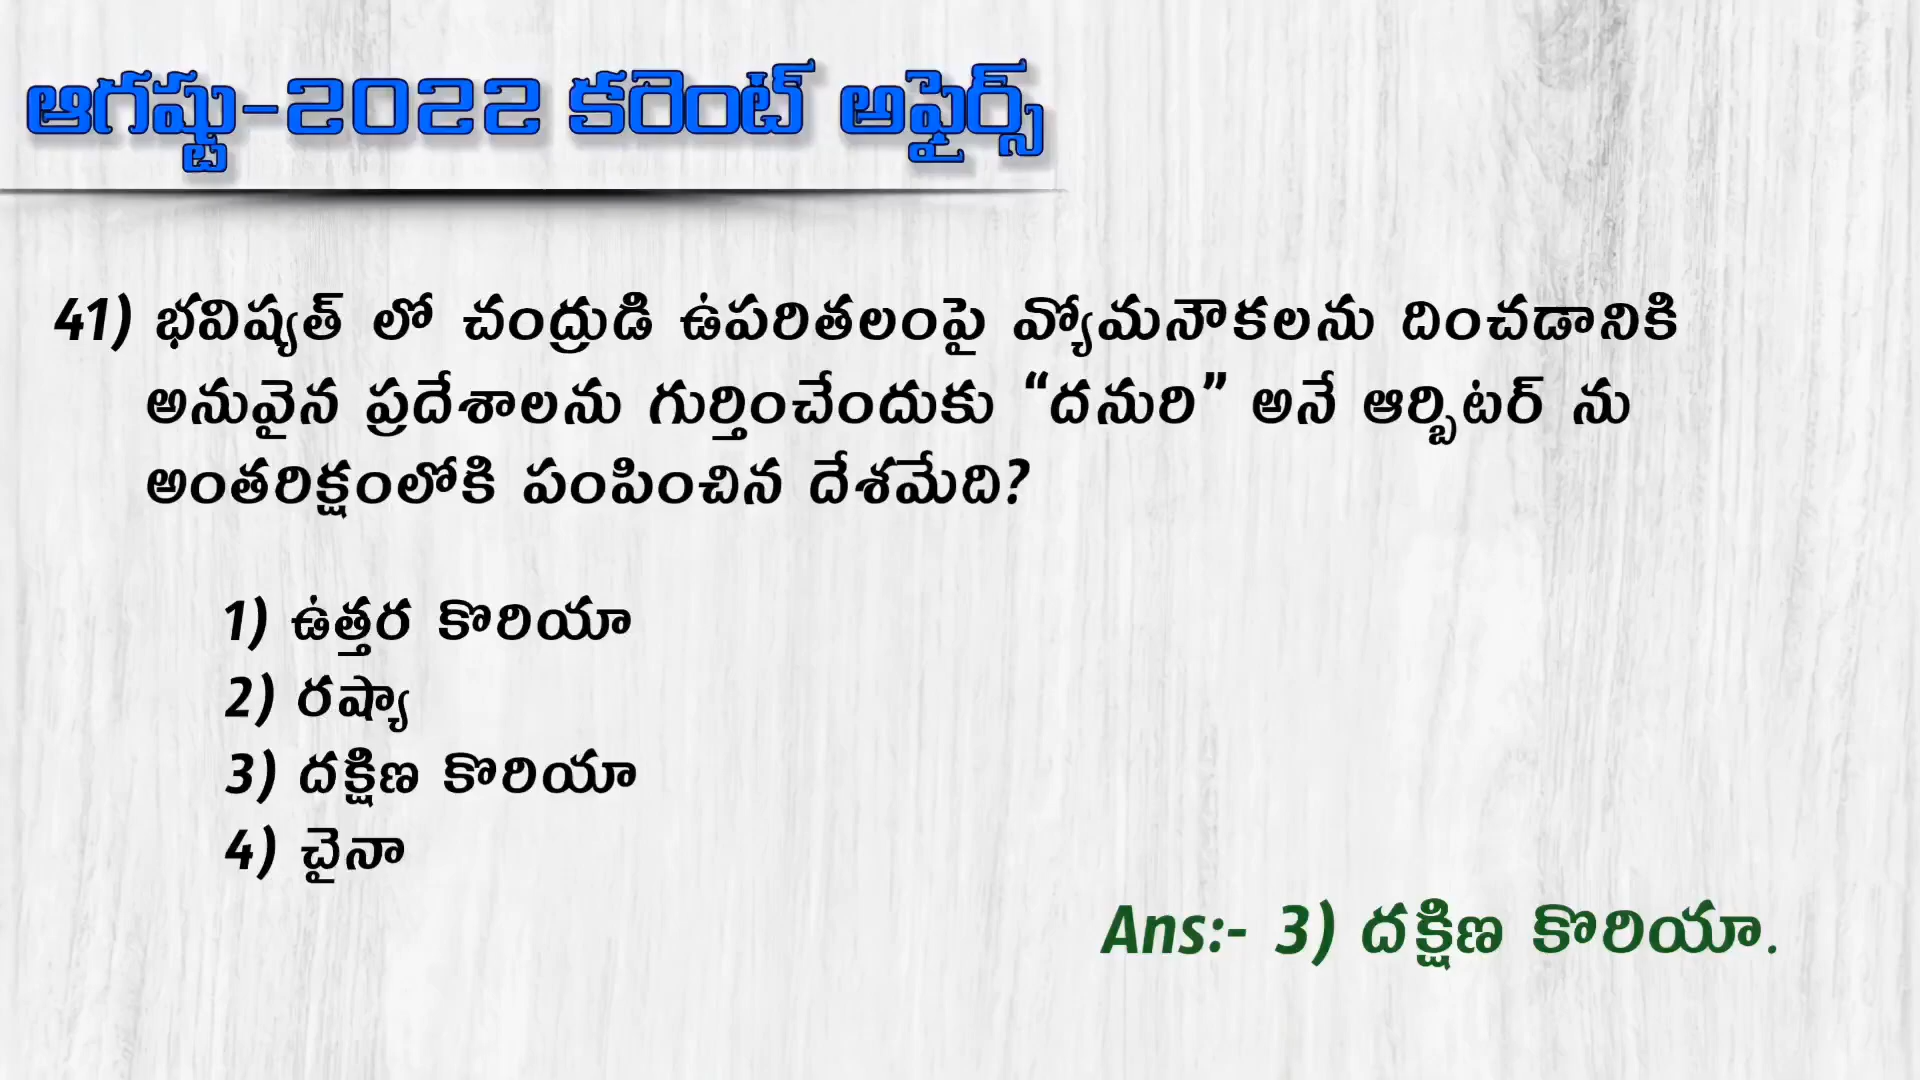 ఆగష్టు-2022 కరెంట్ అఫైర్స్
41) భవిష్యత్ లో చంద్రుడి ఉపరితలంపై వ్యోమనౌకలను దించడానికి
అనువైన ప్రదేశాలను గుర్తించేందుకు “దనురి” అనే ఆర్బిటర్ ను
అంతరిక్షంలోకి పంపించిన దేశమేది?
1) ఉత్తర కొరియా
2) రష్యా
3) దక్షిణ కొరియా
4) చైనా
Ans:- 3) దక్షిణ కొరియా.